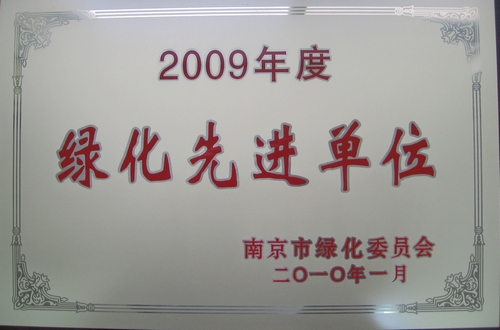 2009年度
绿化先进单位
南京市绿化委员会
二〇一〇年一月